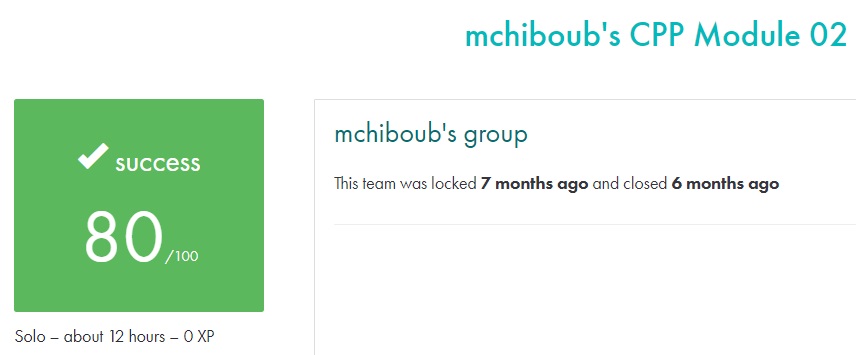 mchiboub's CPP Module 02
success
80/100
Solo – about 12 hours – 0 XP
mchiboub's group
This team was locked 7 months ago and closed 6 months ago